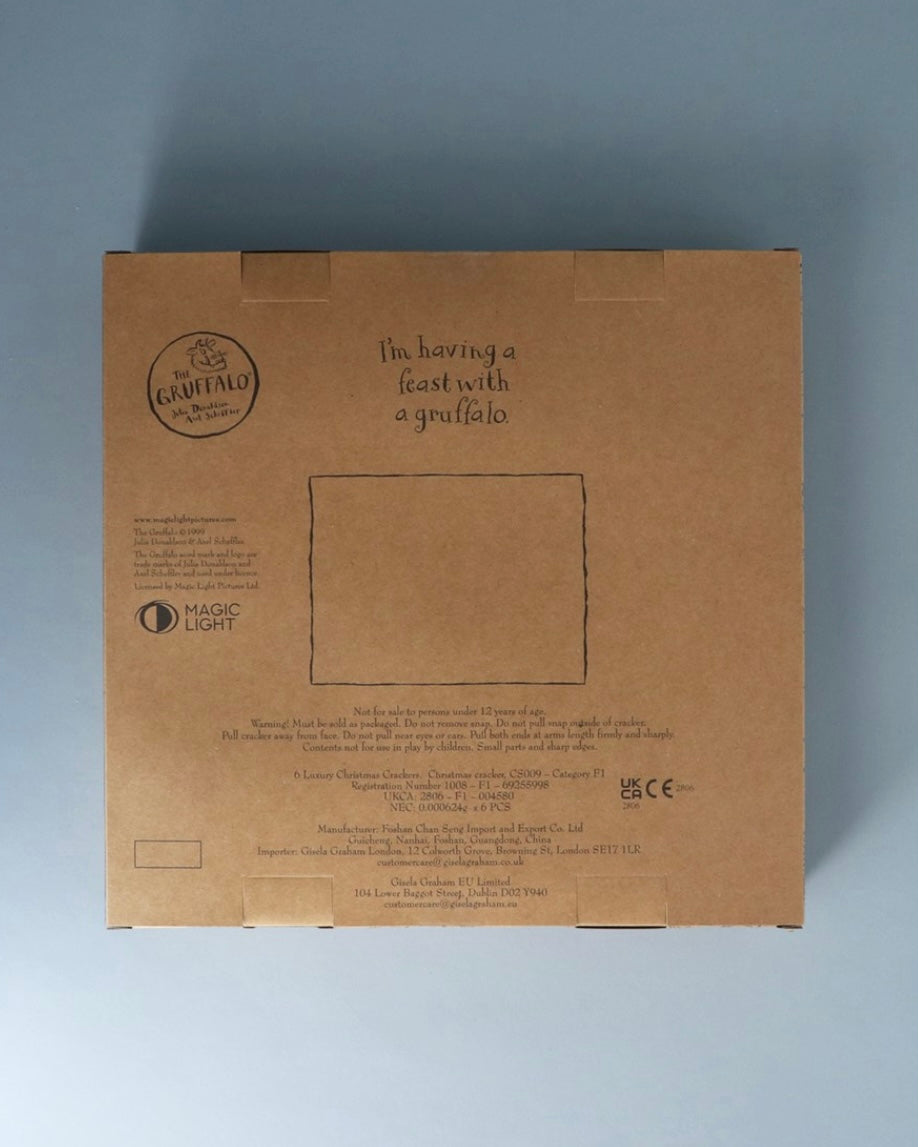 THE
GRUFFALO
Julia Donaldson
Axel Scheffler
I'm having a
feast with
a gruffalo.
www.magiclightpictures.com
The Gruffalo © 1999
Julia Donaldson & Axel Scheffler.
The Gruffalo word mark and logo are
trade marks of Julia Donaldson and
Axel Scheffler and used under licence.
Licensed by Magic Light Pictures Ltd.
MAGIC
LIGHT
Not for sale to persons under 12 years of age.
Warning! Must be sold as packaged. Do not remove snap. Do not pull snap outside of cracker.
Pull cracker away from face. Do not pull near eyes or ears. Pull both ends at arms length firmly and sharply.
Contents not for use in play by children. Small parts and sharp edges.
6 Luxury Christmas Crackers. Christmas cracker, CS009 – Category F1
Registration Number 1008 – F1 – 69255998
UKCA: 2806 – F1 – 004580
NEC: 0.000624g x 6 PCS
UK
CA CE 2806
2806
Manufacturer: Foshan Chan Seng Import and Export Co. Ltd
Guicheng, Nanhai, Foshan, Guangdong, China
Importer: Gisela Graham London, 12 Colworth Grove, Browning St, London SE17 1LR
customercare@giselagraham.co.uk
Gisela Graham EU Limited
104 Lower Baggot Street, Dublin D02 Y940
customercare@giselagraham.eu